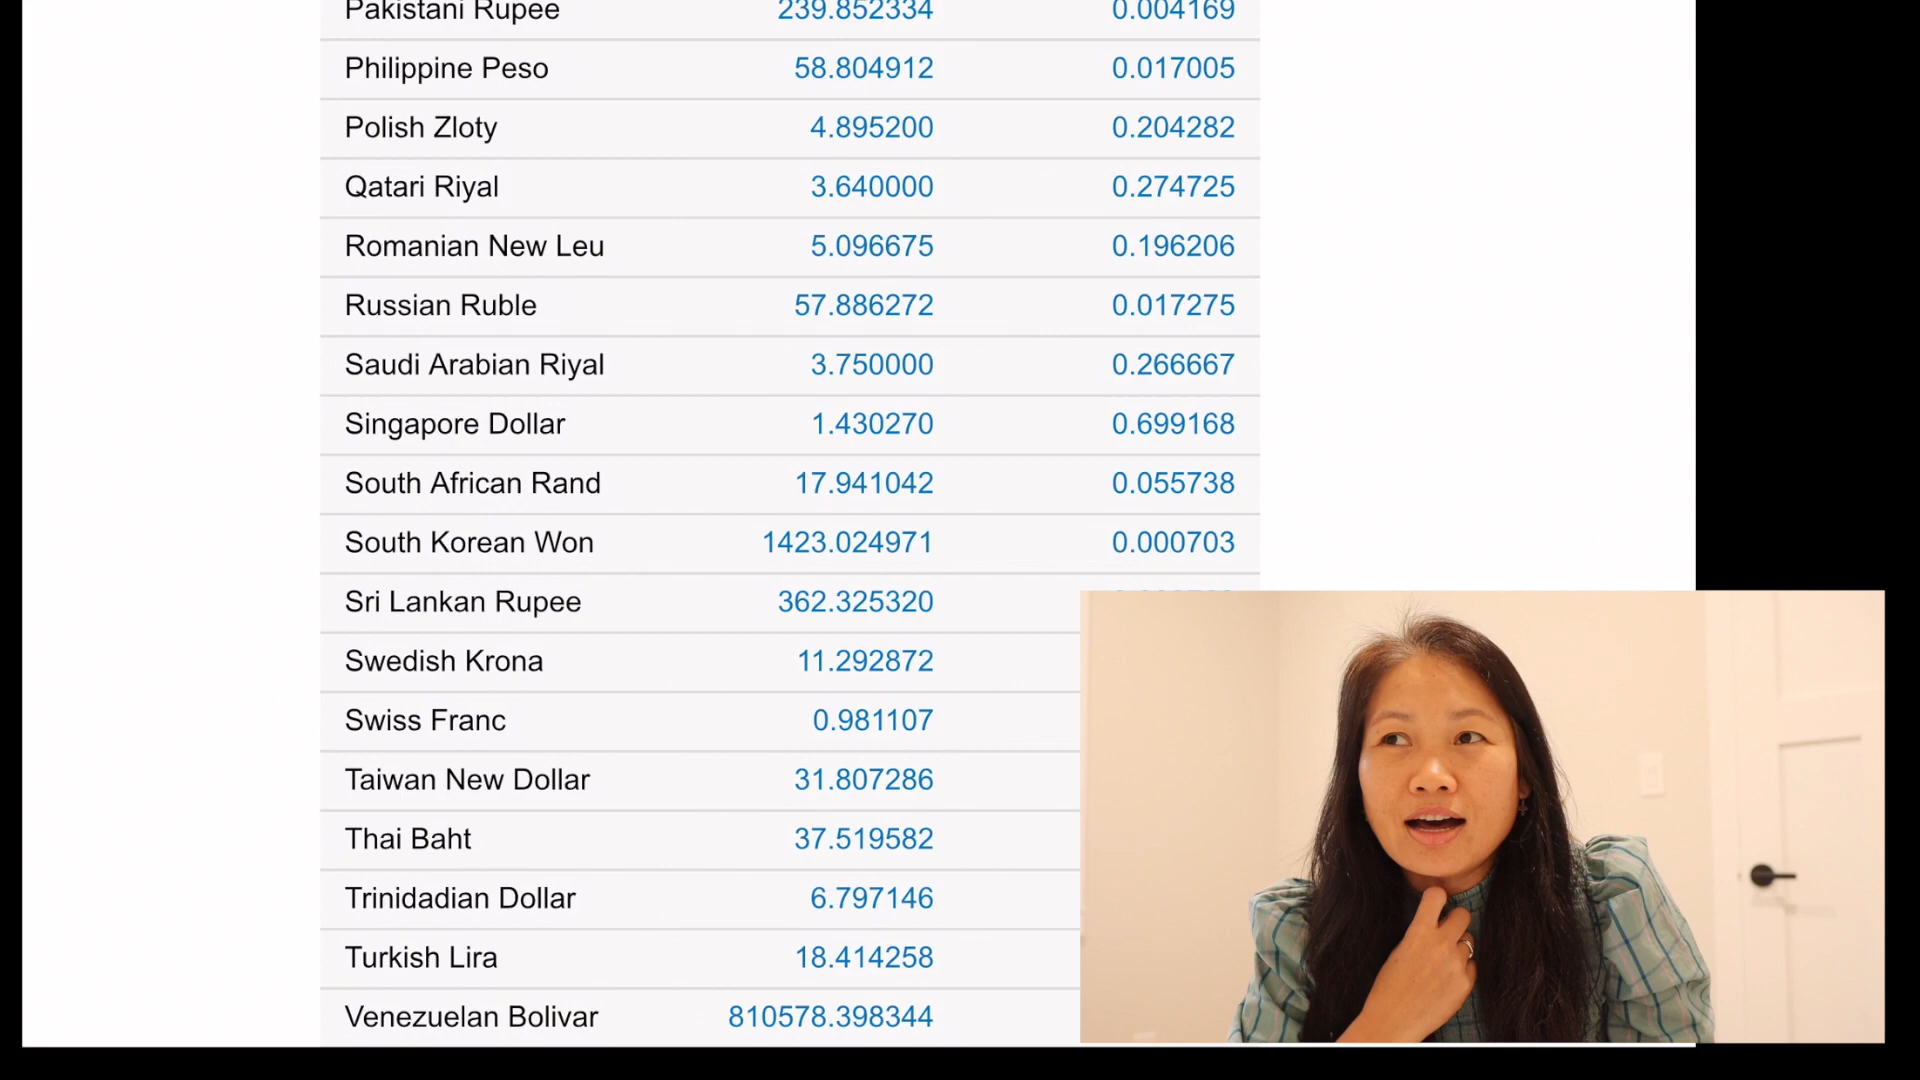 Pakistani Rupee 239.852334 0.004169
Philippine Peso 58.804912 0.017005
Polish Zloty 4.895200 0.204282
Qatari Riyal 3.640000 0.274725
Romanian New Leu 5.096675 0.196206
Russian Ruble 57.886272 0.017275
Saudi Arabian Riyal 3.750000 0.266667
Singapore Dollar 1.430270 0.699168
South African Rand 17.941042 0.055738
South Korean Won 1423.024971 0.000703
Sri Lankan Rupee 362.325320
Swedish Krona 11.292872
Swiss Franc 0.981107
Taiwan New Dollar 31.807286
Thai Baht 37.519582
Trinidadian Dollar 6.797146
Turkish Lira 18.414258
Venezuelan Bolivar 810578.398344